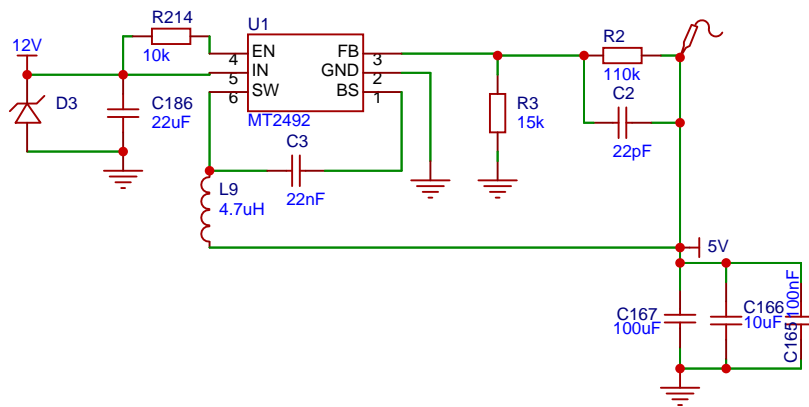 R214
U1
12V
10k
EN
FB
R2
4
3
IN
GND
110k
5
2
SW
BS
C2
D3
C186
6
1
R3
22uF
MT2492
15k
C3
22pF
L9
22nF
4.7uH
5V
100nF
C165
C167
C166
100uF
10uF